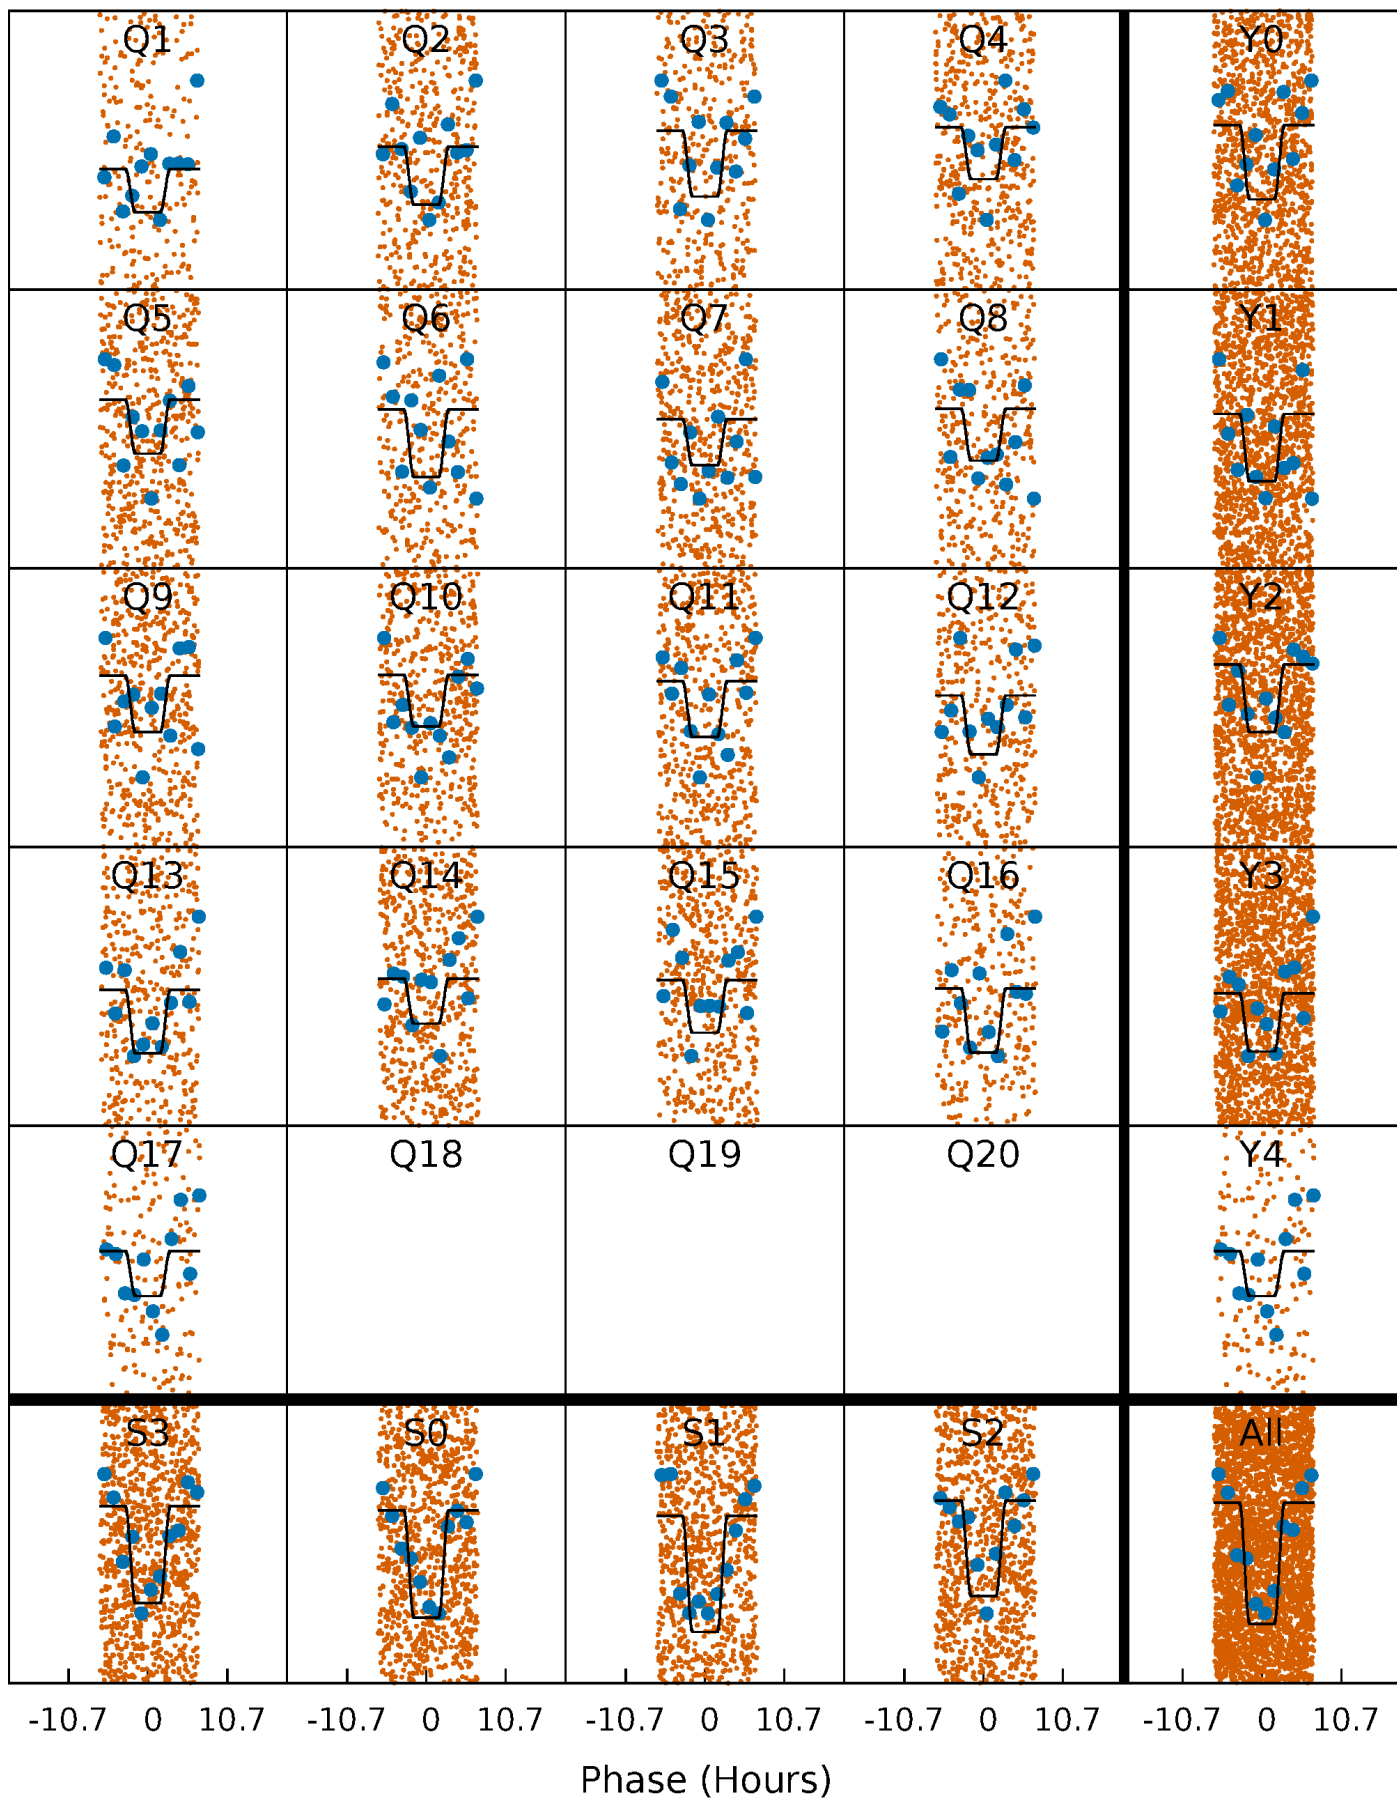 Q1 Q2 Q3 Q4 Y0
Q5 Q6 Q7 Q8 Y1
Q9 Q10 Q11 Q12 Y2
Q13 Q14 Q15 Q16 Y3
Q17 Q18 Q19 Q20 Y4
S3 S0 S1 S2 All
-10.7 0 10.7 -10.7 0 10.7 -10.7 0 10.7 -10.7 0 10.7 -10.7 0 10.7
Phase (Hours)